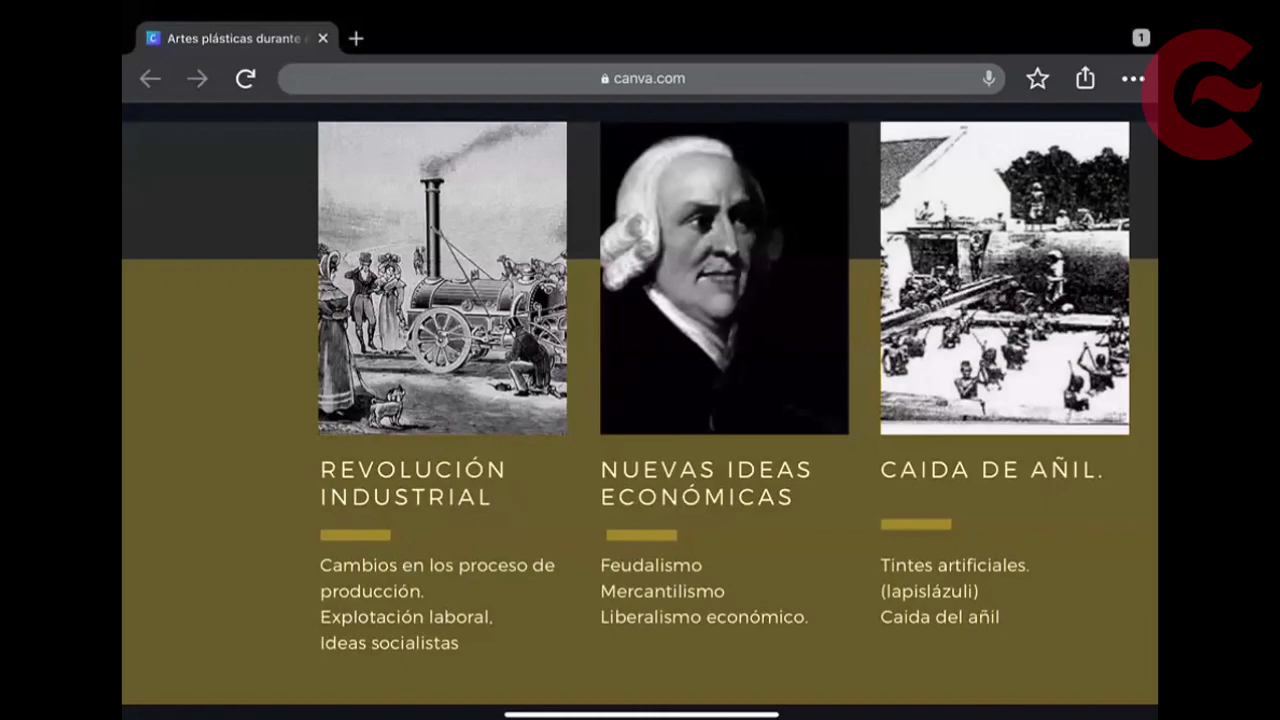 Artes plásticas durante
1
canva.com
REVOLUCIÓN
INDUSTRIAL
Cambios en los proceso de
producción.
Explotación laboral,
Ideas socialistas
NUEVAS IDEAS
ECONÓMICAS
Feudalismo
Mercantilismo
Liberalismo económico.
CAIDA DE AÑIL.
Tintes artificiales.
(lapislázuli)
Caida del añil